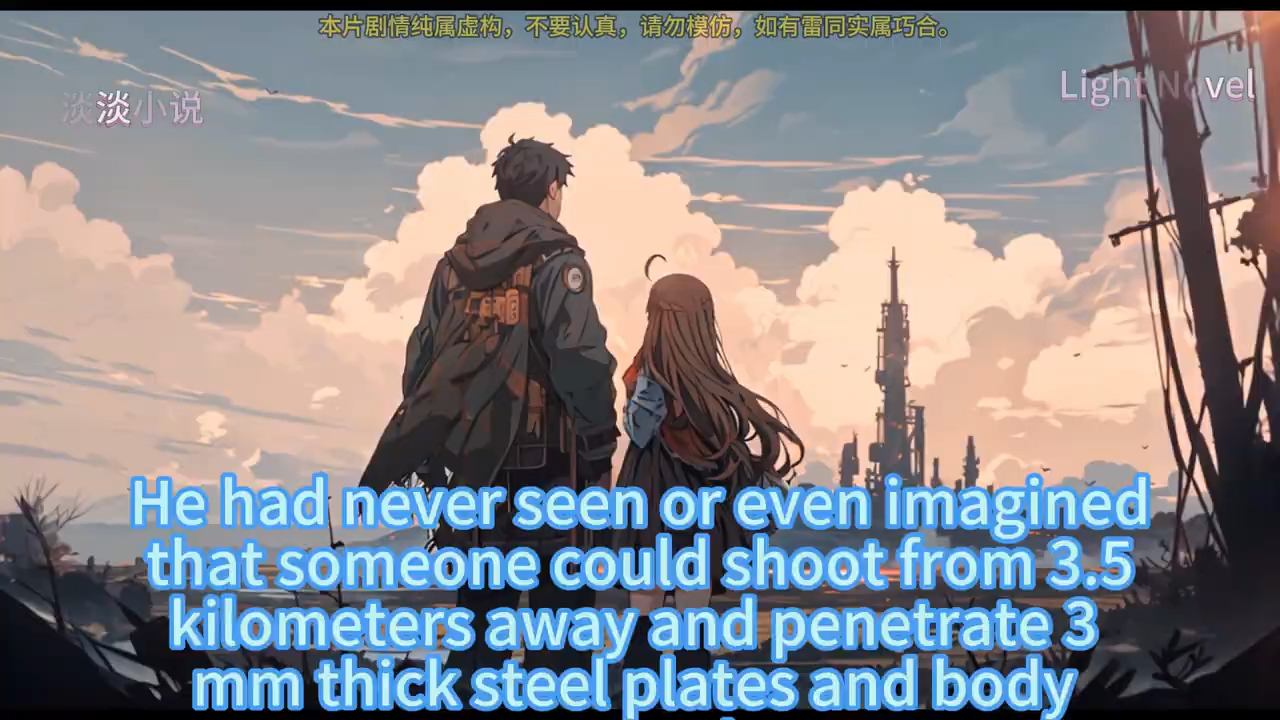 本片剧情纯属虚构，不要认真，请勿模仿，如有雷同实属巧合。
淡淡小说
Light Novel
He had never seen or even imagined
that someone could shoot from 3.5
kilometers away and penetrate 3
mm thick steel plates and body